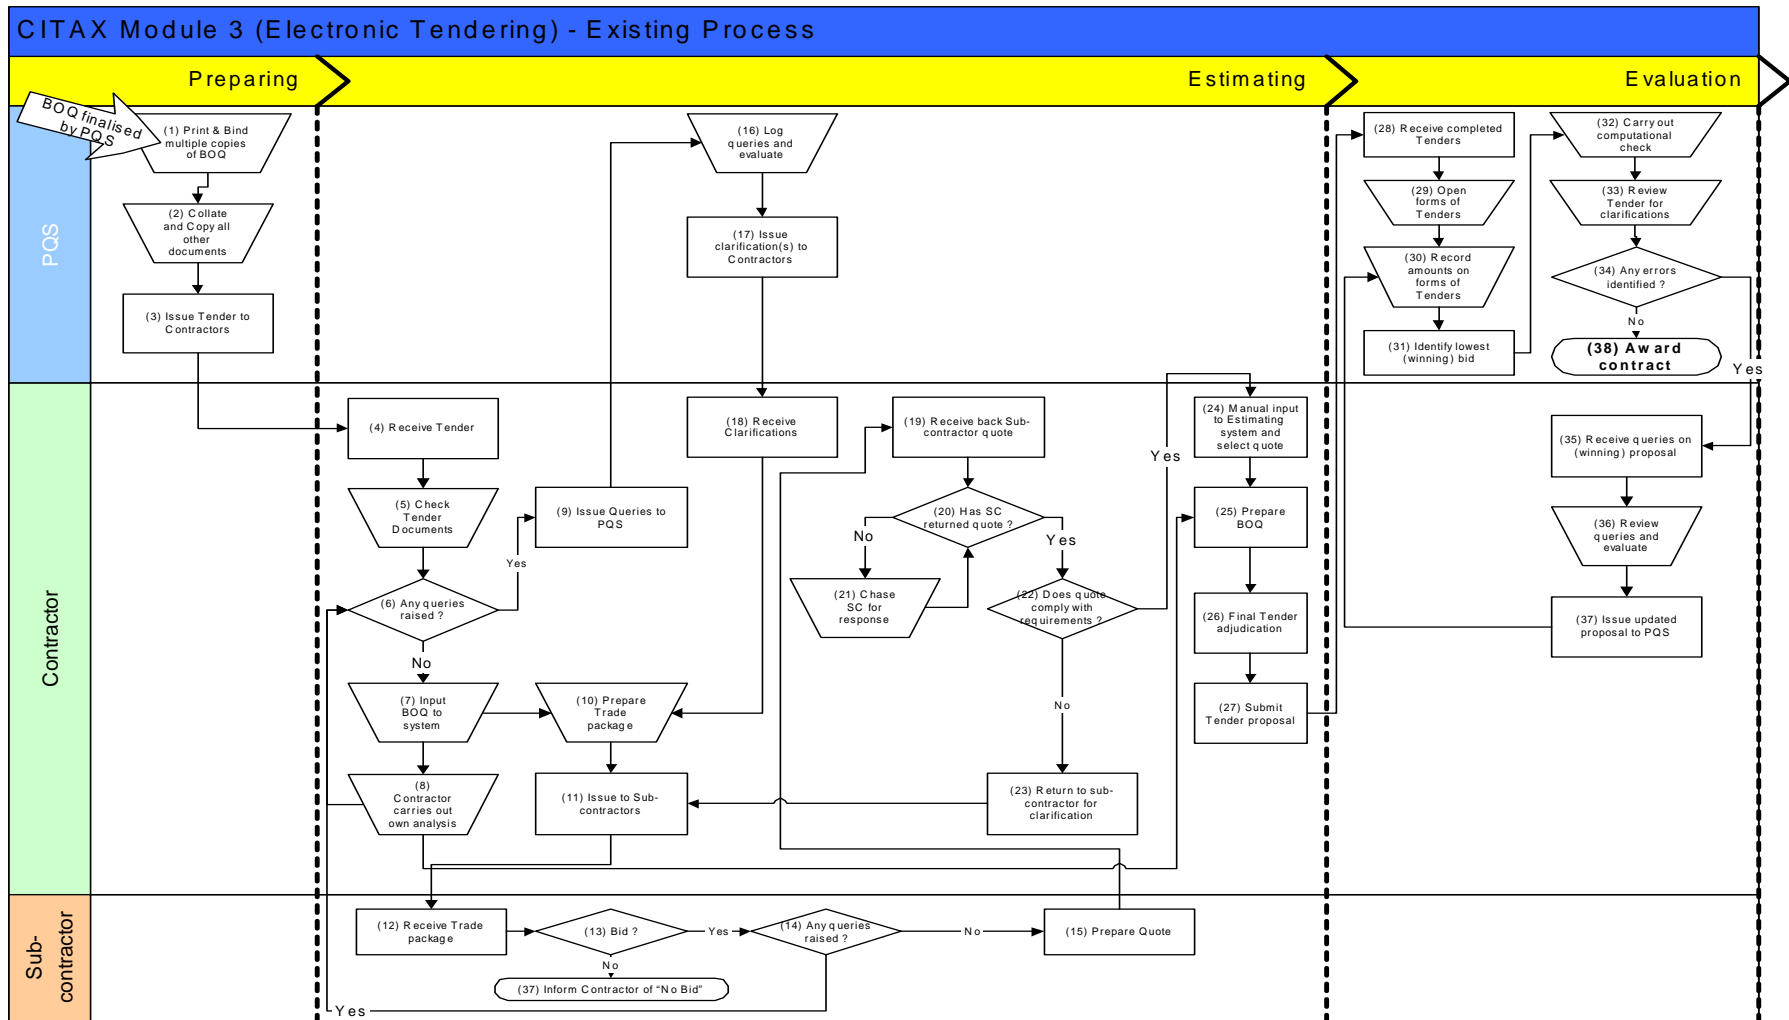 CITAX Module 3 (Electronic Tendering) - Existing Process
Preparing
Estimating
Evaluation
PQS
BOQ finalised
by PQS
(1) Print & Bind
multiple copies
of BOQ
(2) Collate
and Copy all
other
documents
(3) Issue Tender to
Contractors
(16) Log
queries and
evaluate
(17) Issue
clarification(s) to
Contractors
(28) Receive completed
Tenders
(29) Open
forms of
Tenders
(30) Record
amounts on
forms of
Tenders
(31) Identify lowest
(winning) bid
(32) Carry out
computational
check
(33) Review
Tender for
clarifications
(34) Any errors
identified ?
No
(38) Award
contract
Yes
Contractor
(4) Receive Tender
(5) Check
Tender
Documents
(6) Any queries
raised ?
No
Yes
(7) Input
BOQ to
system
(8)
Contractor
carries out
own analysis
(9) Issue Queries to
PQS
(10) Prepare
Trade
package
(11) Issue to Sub-
contractors
(18) Receive
Clarifications
(19) Receive back Sub-
contractor quote
(20) Has SC
returned quote ?
No
Yes
(21) Chase
SC for
response
(22) Does quote
comply with
requirements ?
Yes
No
(23) Return to sub-
contractor for
clarification
(24) Manual input
to Estimating
system and
select quote
(25) Prepare
BOQ
(26) Final Tender
adjudication
(27) Submit
Tender proposal
(35) Receive queries on
(winning) proposal
(36) Review
queries and
evaluate
(37) Issue updated
proposal to PQS
Sub-
contractor
(12) Receive Trade
package
(13) Bid ?
Yes
No
(37) Inform Contractor of "No Bid"
(14) Any queries
raised ?
No
Yes
(15) Prepare Quote